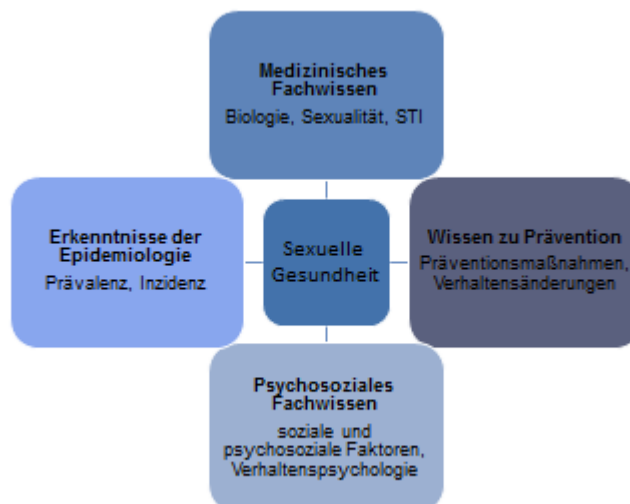 Medizinisches
Fachwissen
Biologie, Sexualität, STI
Erkenntnisse der
Epidemiologie
Prävalenz, Inzidenz
Sexuelle
Gesundheit
Wissen zu Prävention
Präventionsmaßnahmen,
Verhaltensänderungen
Psychosoziales
Fachwissen
soziale und
psychosoziale Faktoren,
Verhaltenspsychologie